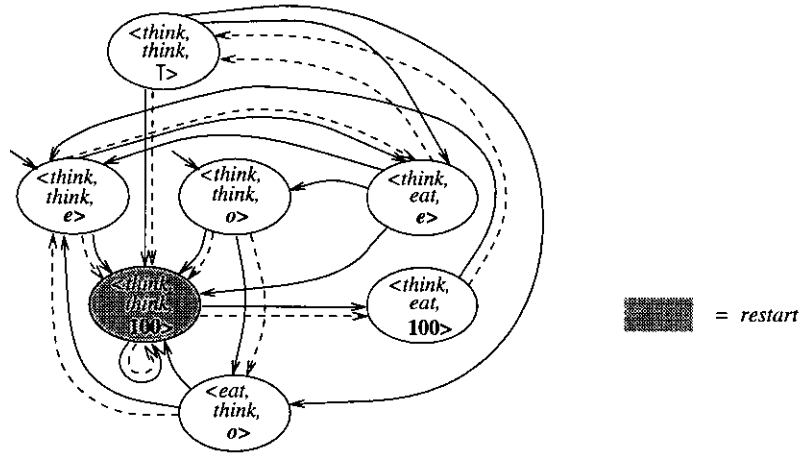 <think,
think,
T>
<think,
think,
e>
<think,
think,
o>
<think,
eat,
e>
<think,
think
100>
<think,
eat,
100>
= restart
<eat,
think,
o>